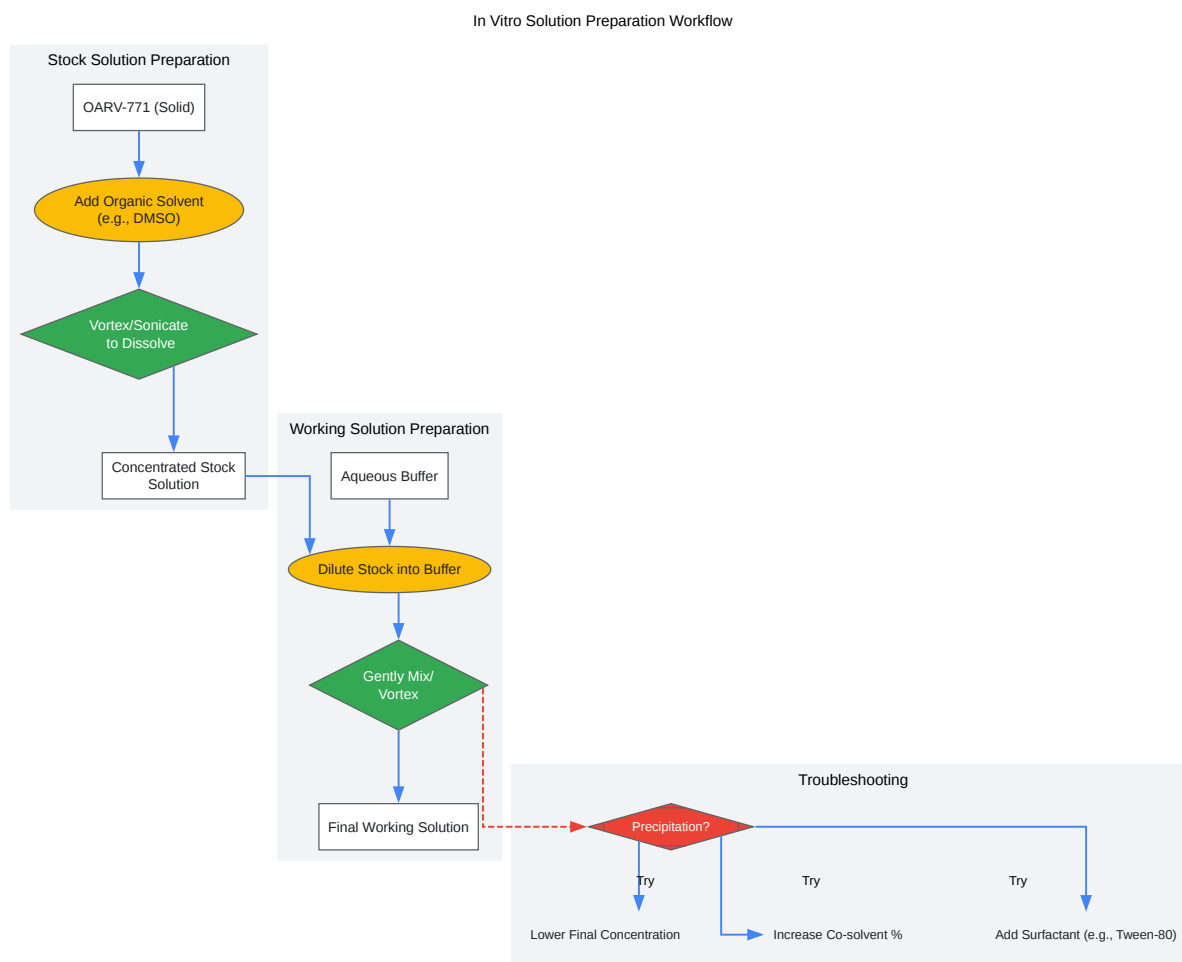 In Vitro Solution Preparation Workflow
Stock Solution Preparation
OARV-771 (Solid)
Add Organic Solvent
(e.g., DMSO)
Vortex/Sonicate
to Dissolve
Concentrated Stock
Solution
Working Solution Preparation
Aqueous Buffer
Dilute Stock into Buffer
Gently Mix/
Vortex
Final Working Solution
Troubleshooting
Precipitation?
Try
Try
Try
Lower Final Concentration
Increase Co-solvent %
Add Surfactant (e.g., Tween-80)